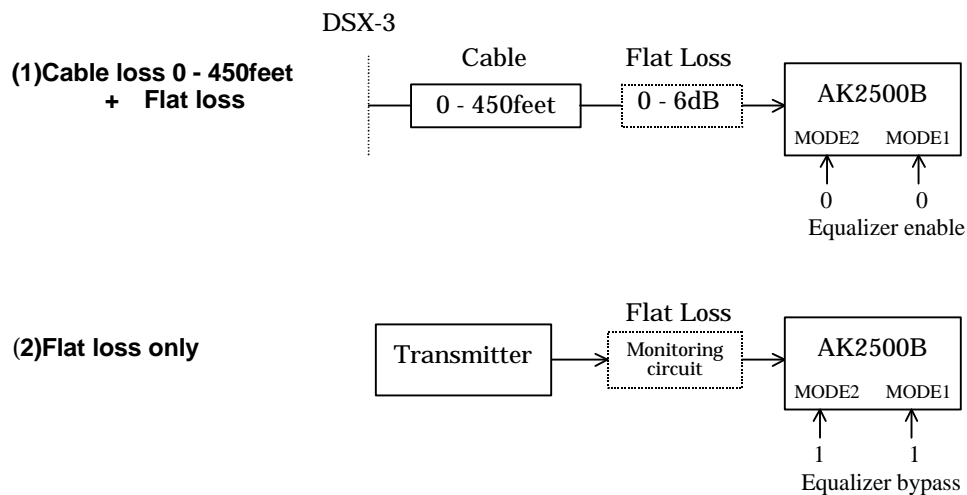 DSX-3
(1)Cable loss 0 - 450feet
+ Flat loss
Cable
Flat Loss
0 - 450feet
0 - 6dB
AK2500B
MODE2 MODE1
0 0
Equalizer enable
(2)Flat loss only
Flat Loss
Transmitter
Monitoring
circuit
AK2500B
MODE2 MODE1
1 1
Equalizer bypass